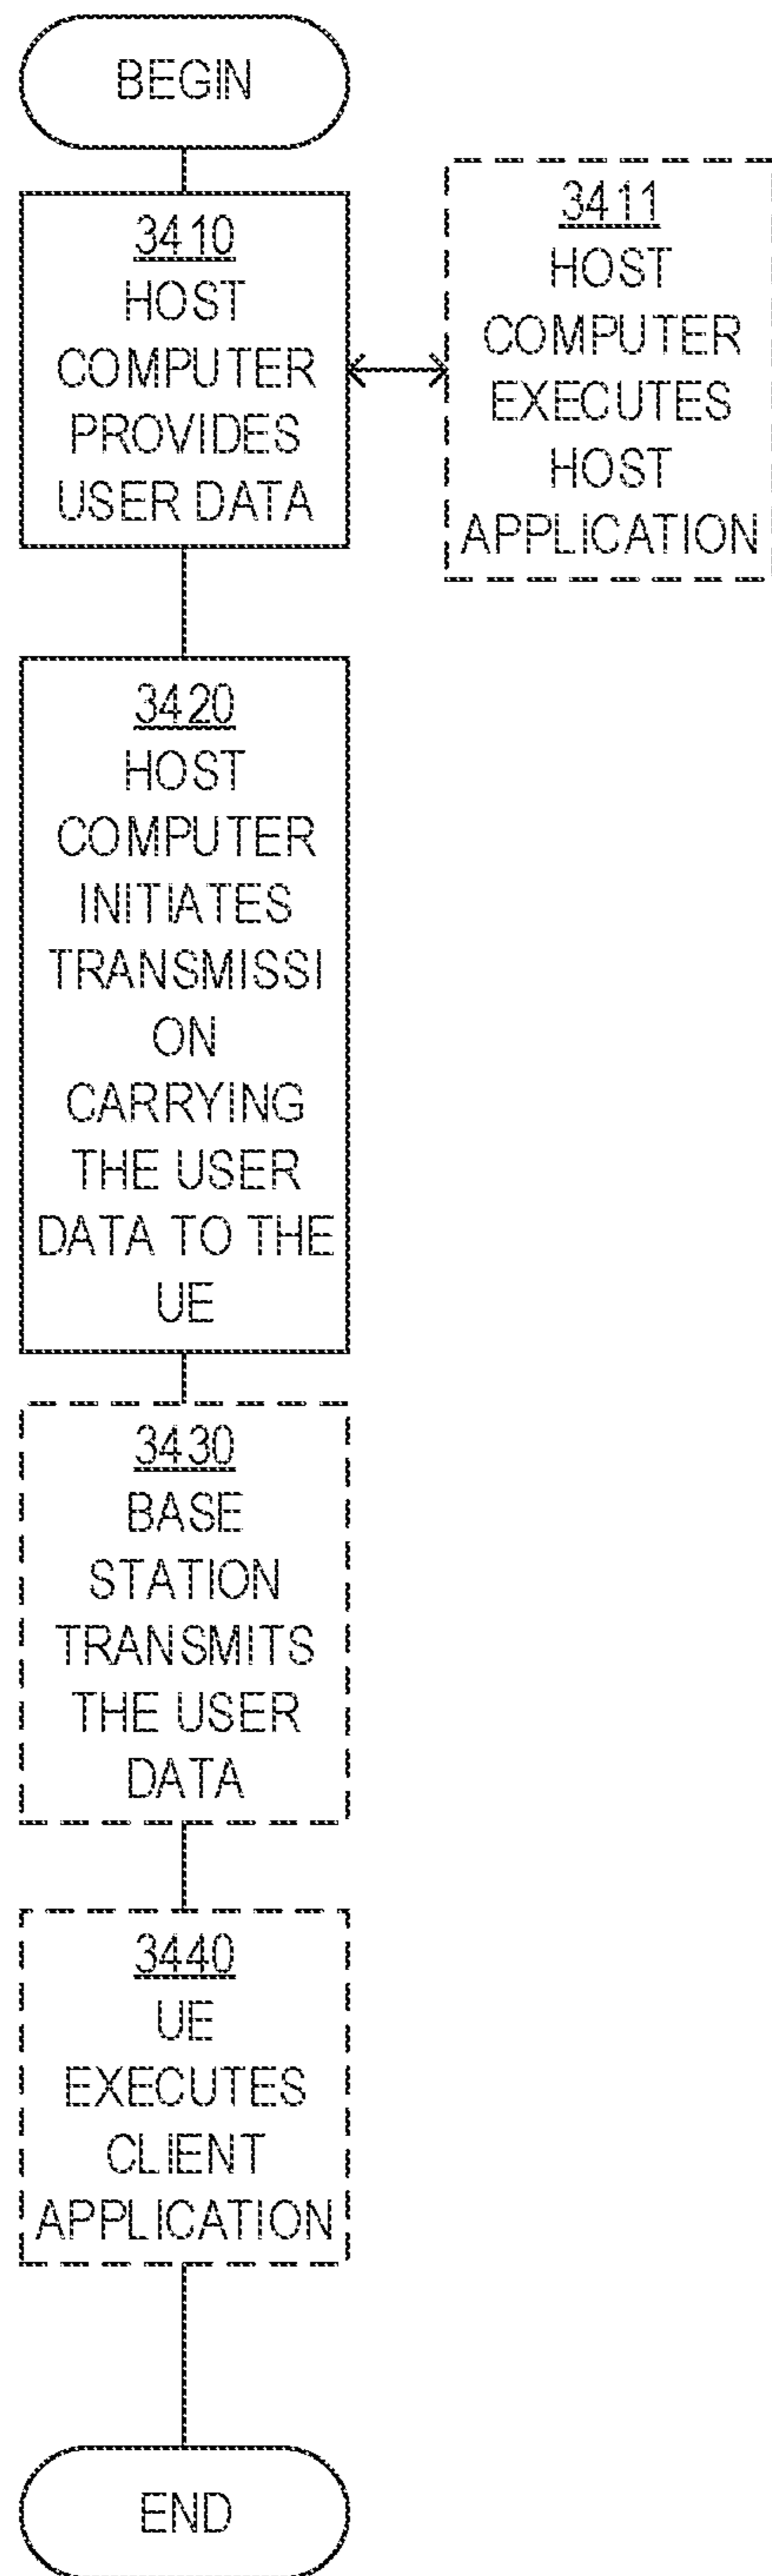 BEGIN
3410
HOST
COMPUTER
PROVIDES
USER DATA
3411
HOST
COMPUTER
EXECUTES
HOST
APPLICATION
3420
HOST
COMPUTER
INITIATES
TRANSMISSI
ON
CARRYING
THE USER
DATA TO THE
UE
3430
BASE
STATION
TRANSMITS
THE USER
DATA
3440
UE
EXECUTES
CLIENT
APPLICATION
END